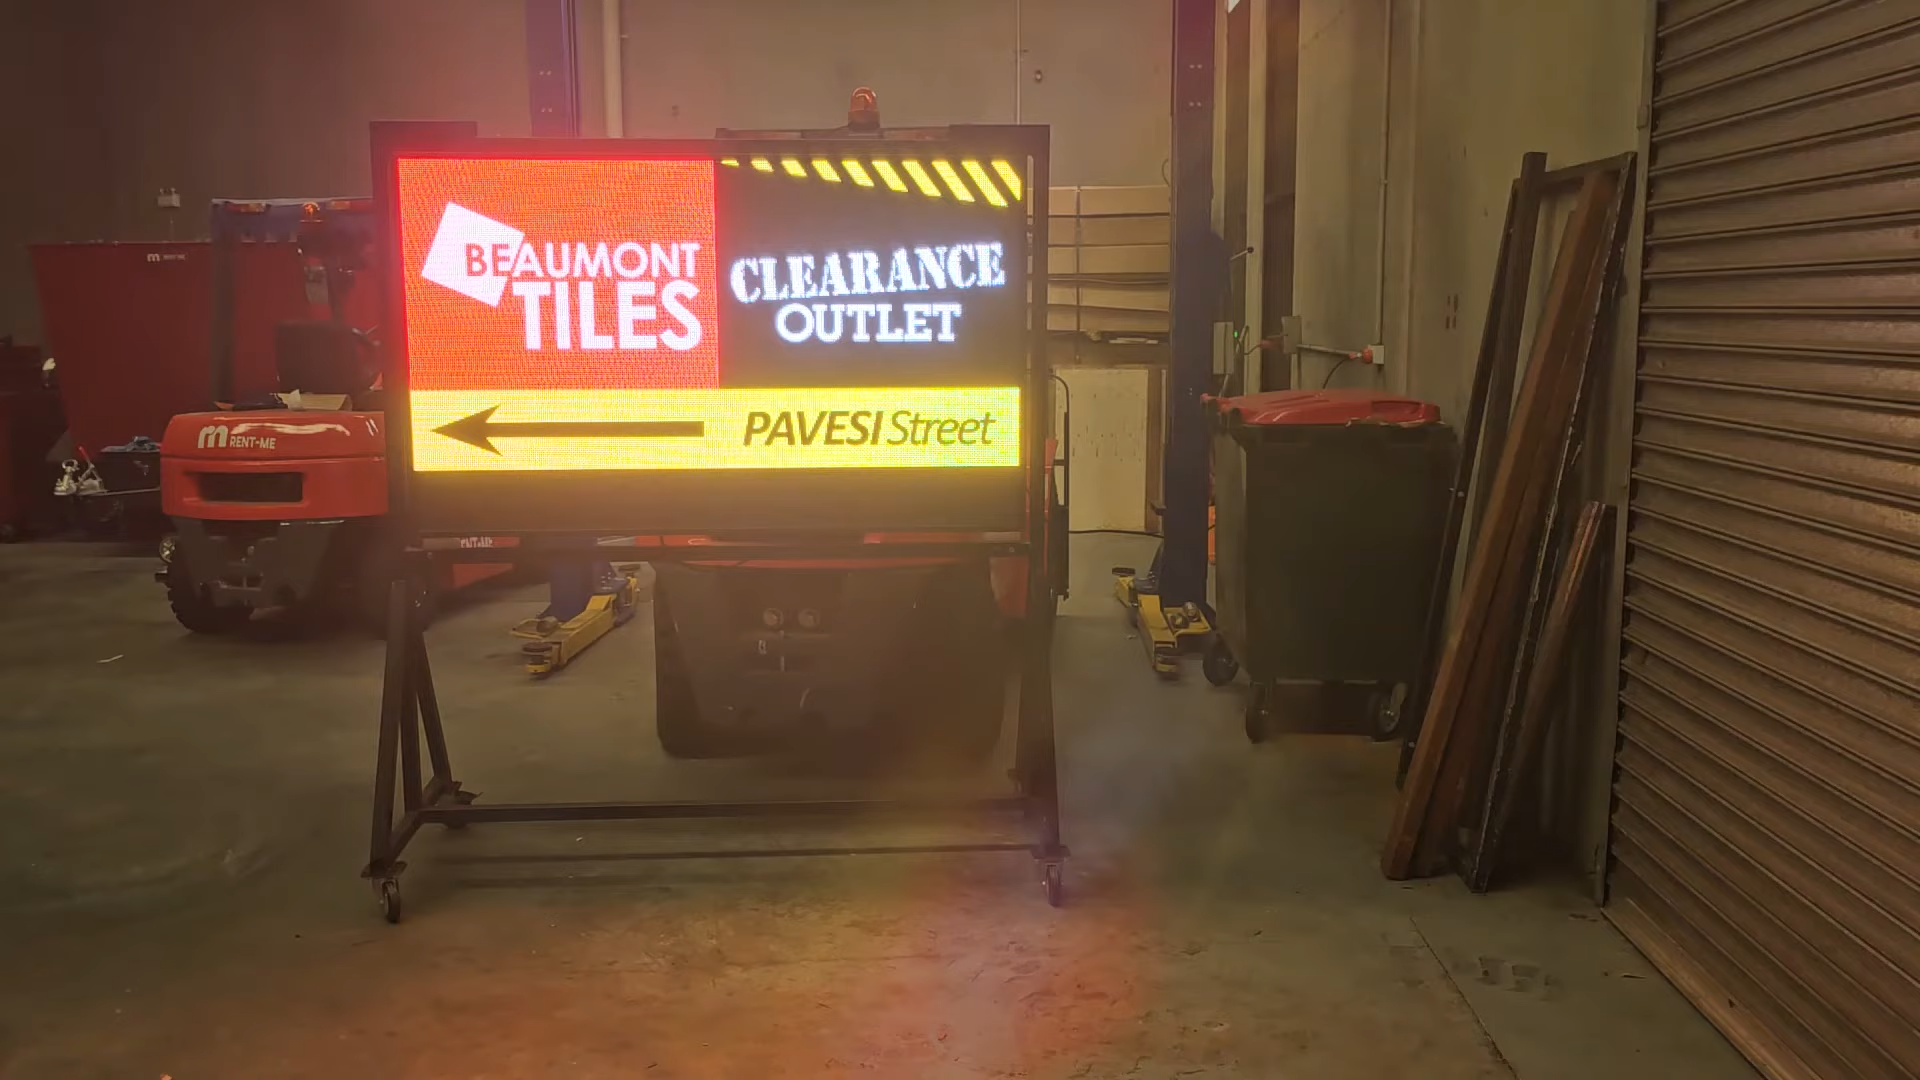 BEAUMONT
TILES
CLEARANCE
OUTLET
PAVESI Street
m RENT-ME